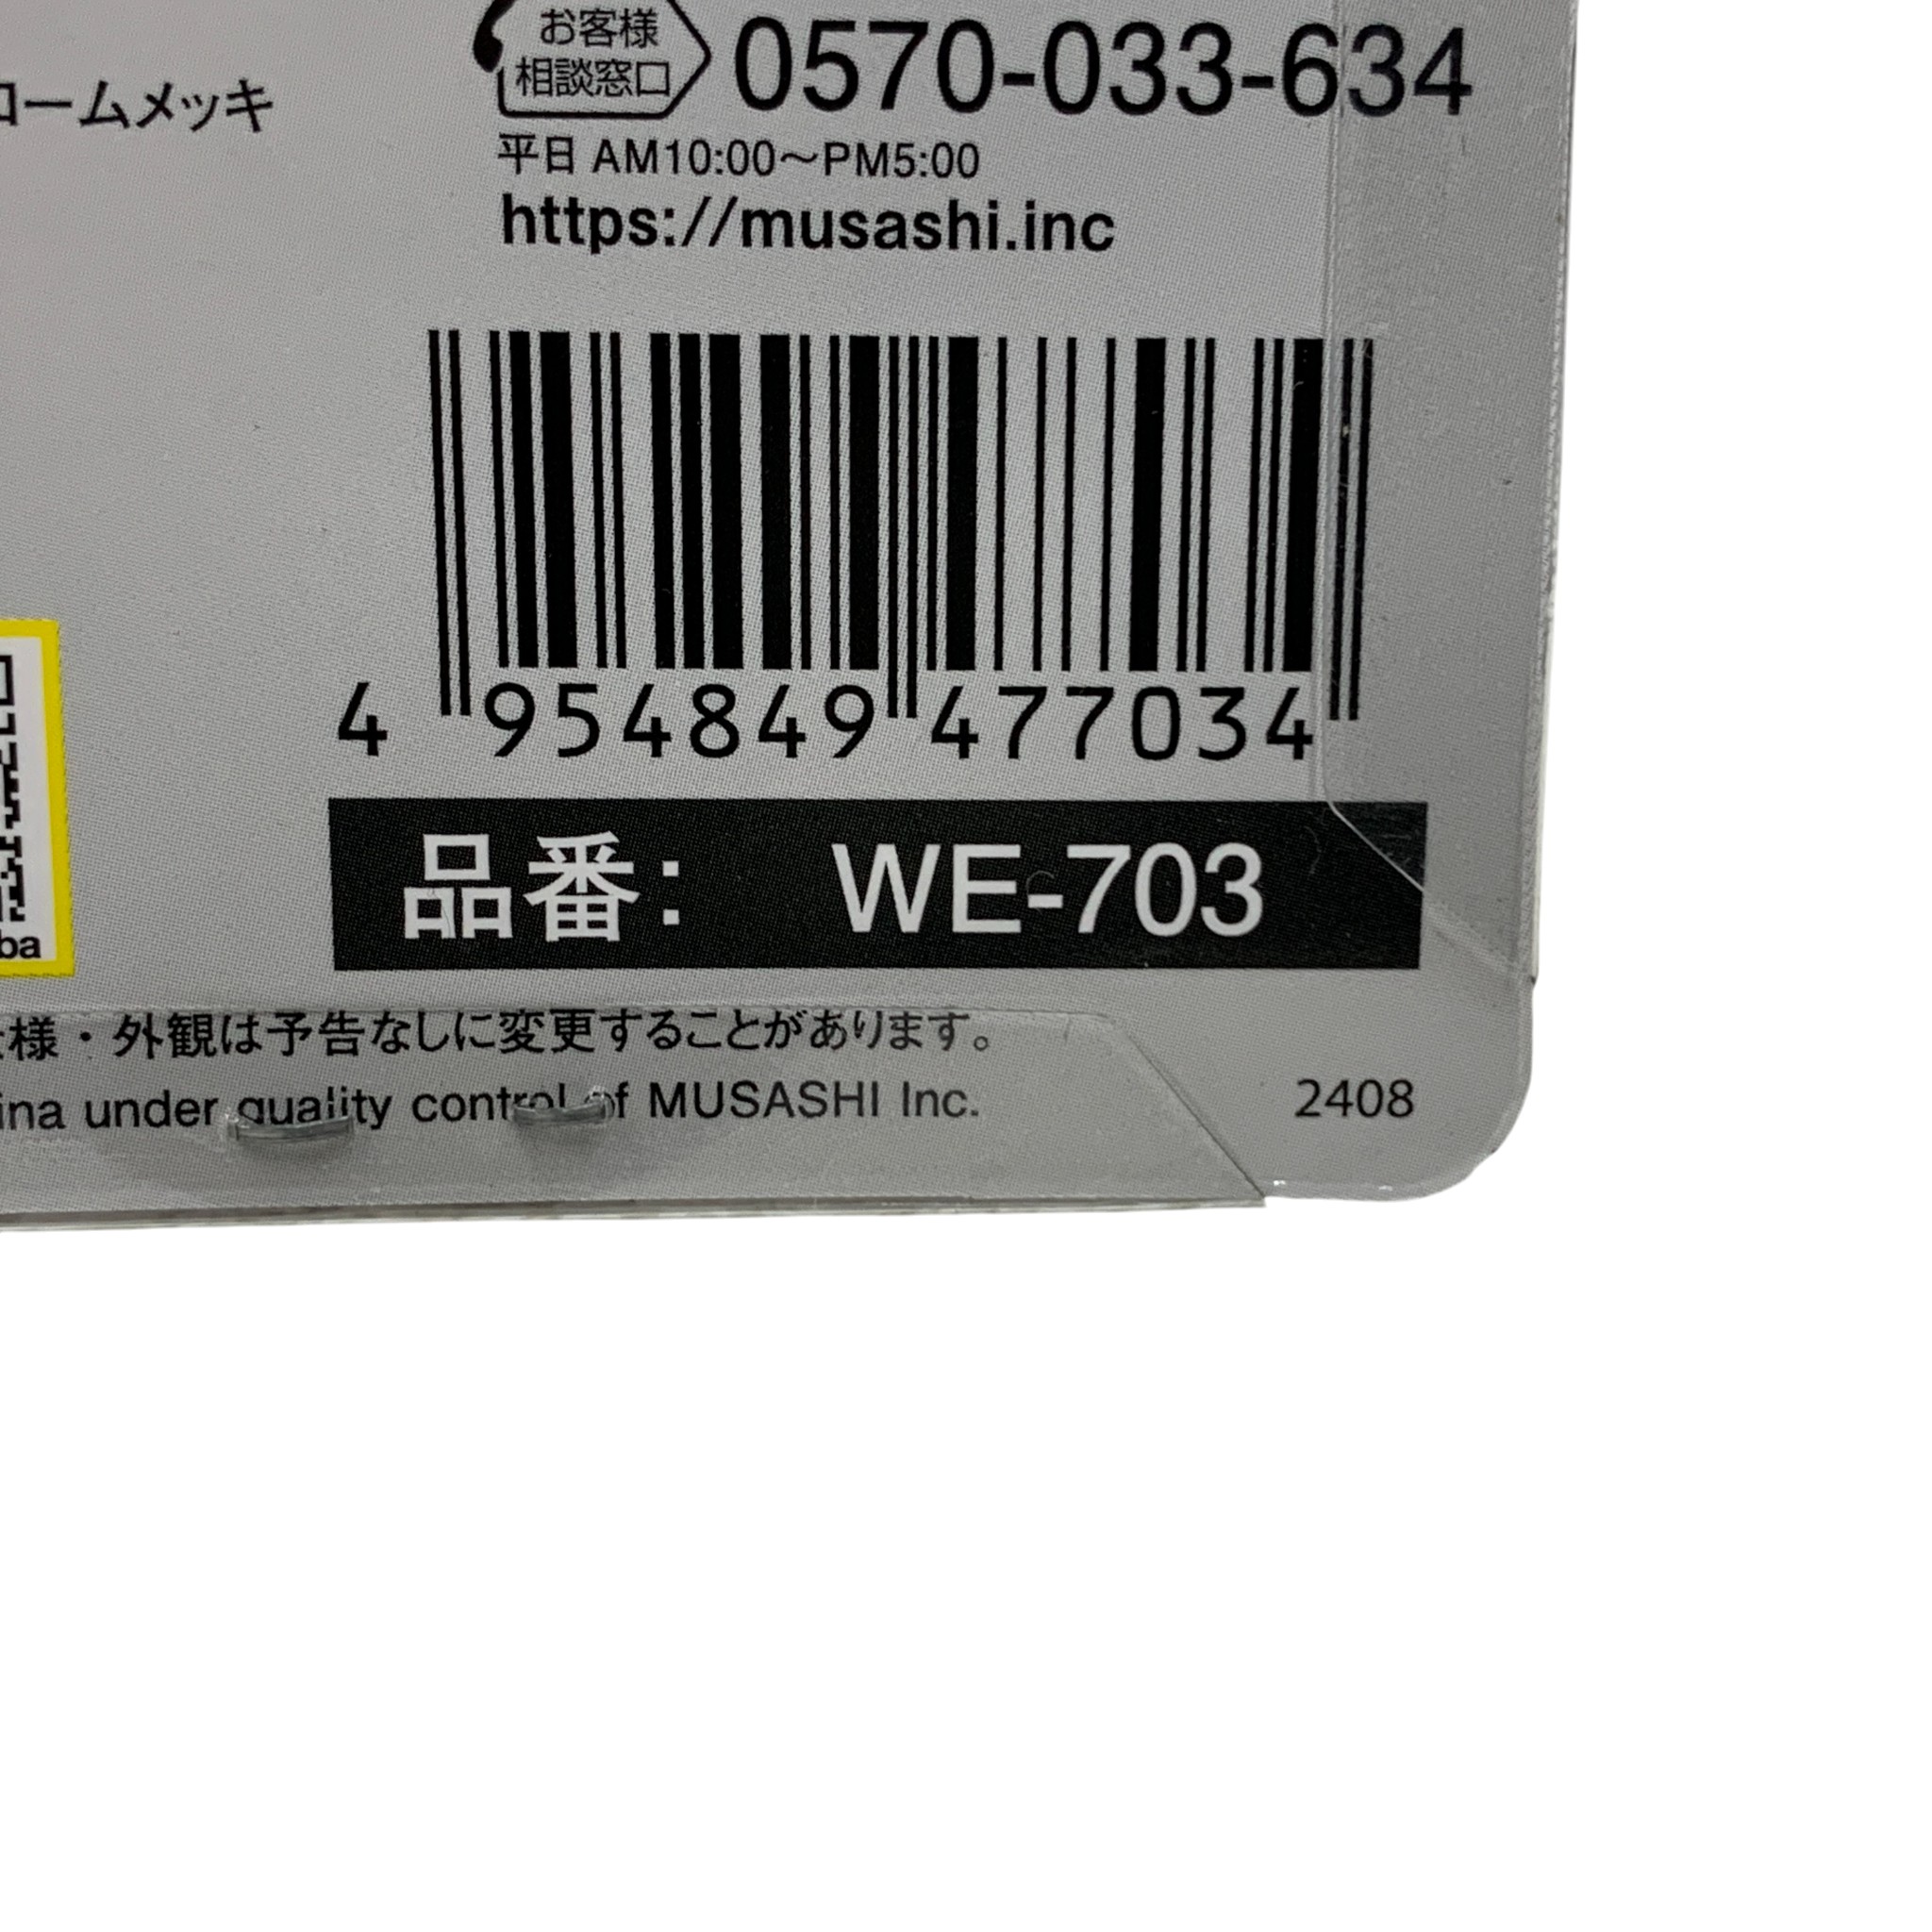 お客様
相談窓口
0570-033-634
ロームメッキ
平日 AM10:00〜PM5:00
https://musashi.inc
4 954849 477034
品番: WE-703
ba
様・外観は予告なしに変更することがあります。
ina under quality control of MUSASHI Inc.
2408